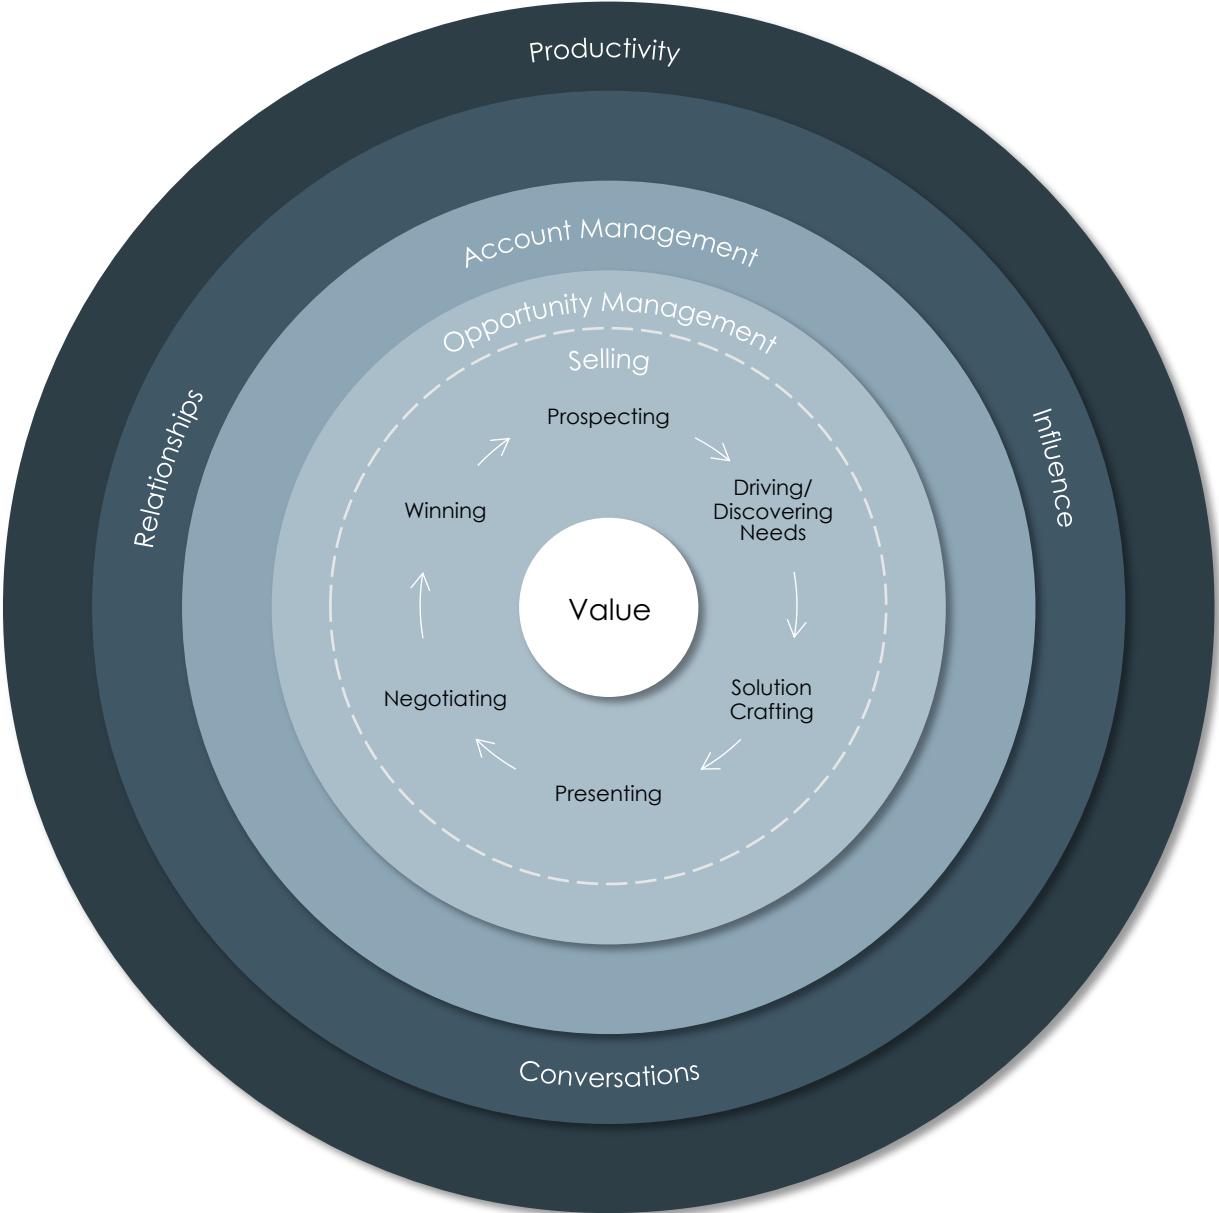 Productivity
Account Management
Opportunity Management
Selling
Prospecting
Relationships
Influence
Driving/
Discovering
Needs
Winning
Value
Solution
Crafting
Negotiating
Presenting
Conversations